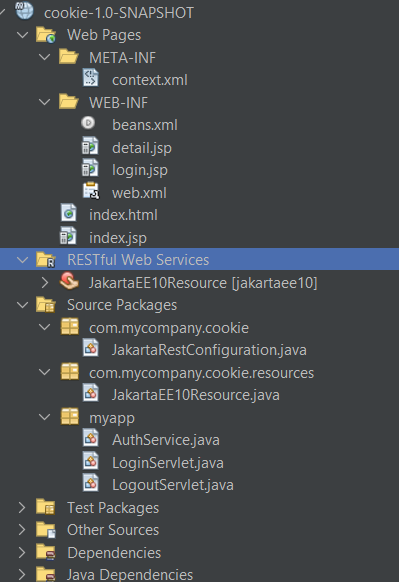 cookie-1.0-SNAPSHOT
Web Pages
META-INF
context.xml
WEB-INF
beans.xml
detail.jsp
login.jsp
web.xml
index.html
index.jsp
RESTful Web Services
JakartaEE10Resource [jakartaee10]
Source Packages
com.mycompany.cookie
JakartaRestConfiguration.java
com.mycompany.cookie.resources
JakartaEE10Resource.java
myapp
AuthService.java
LoginServlet.java
LogoutServlet.java
Test Packages
Other Sources
Dependencies
Java Dependencies